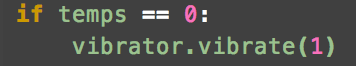 if temps == 0:
    vibrator.vibrate(1)